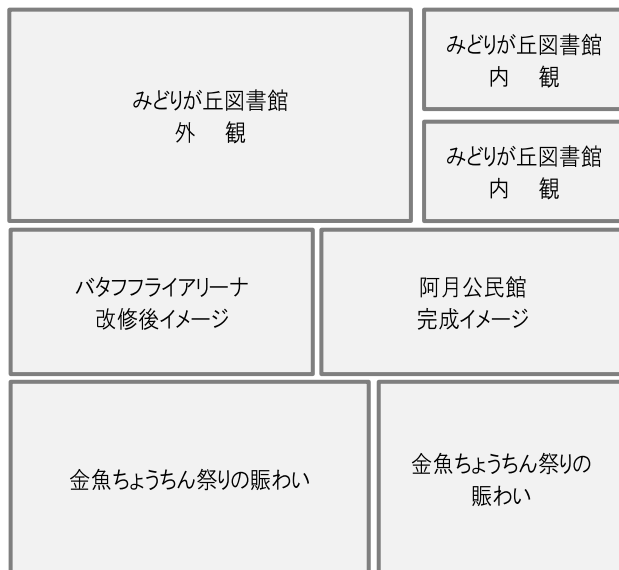 みどりが丘図書館
外　観
みどりが丘図書館
内　観
みどりが丘図書館
内　観
バタフフライアリーナ
改修後イメージ
阿月公民館
完成イメージ
金魚ちょうちん祭りの賑わい
金魚ちょうちん祭りの
賑わい